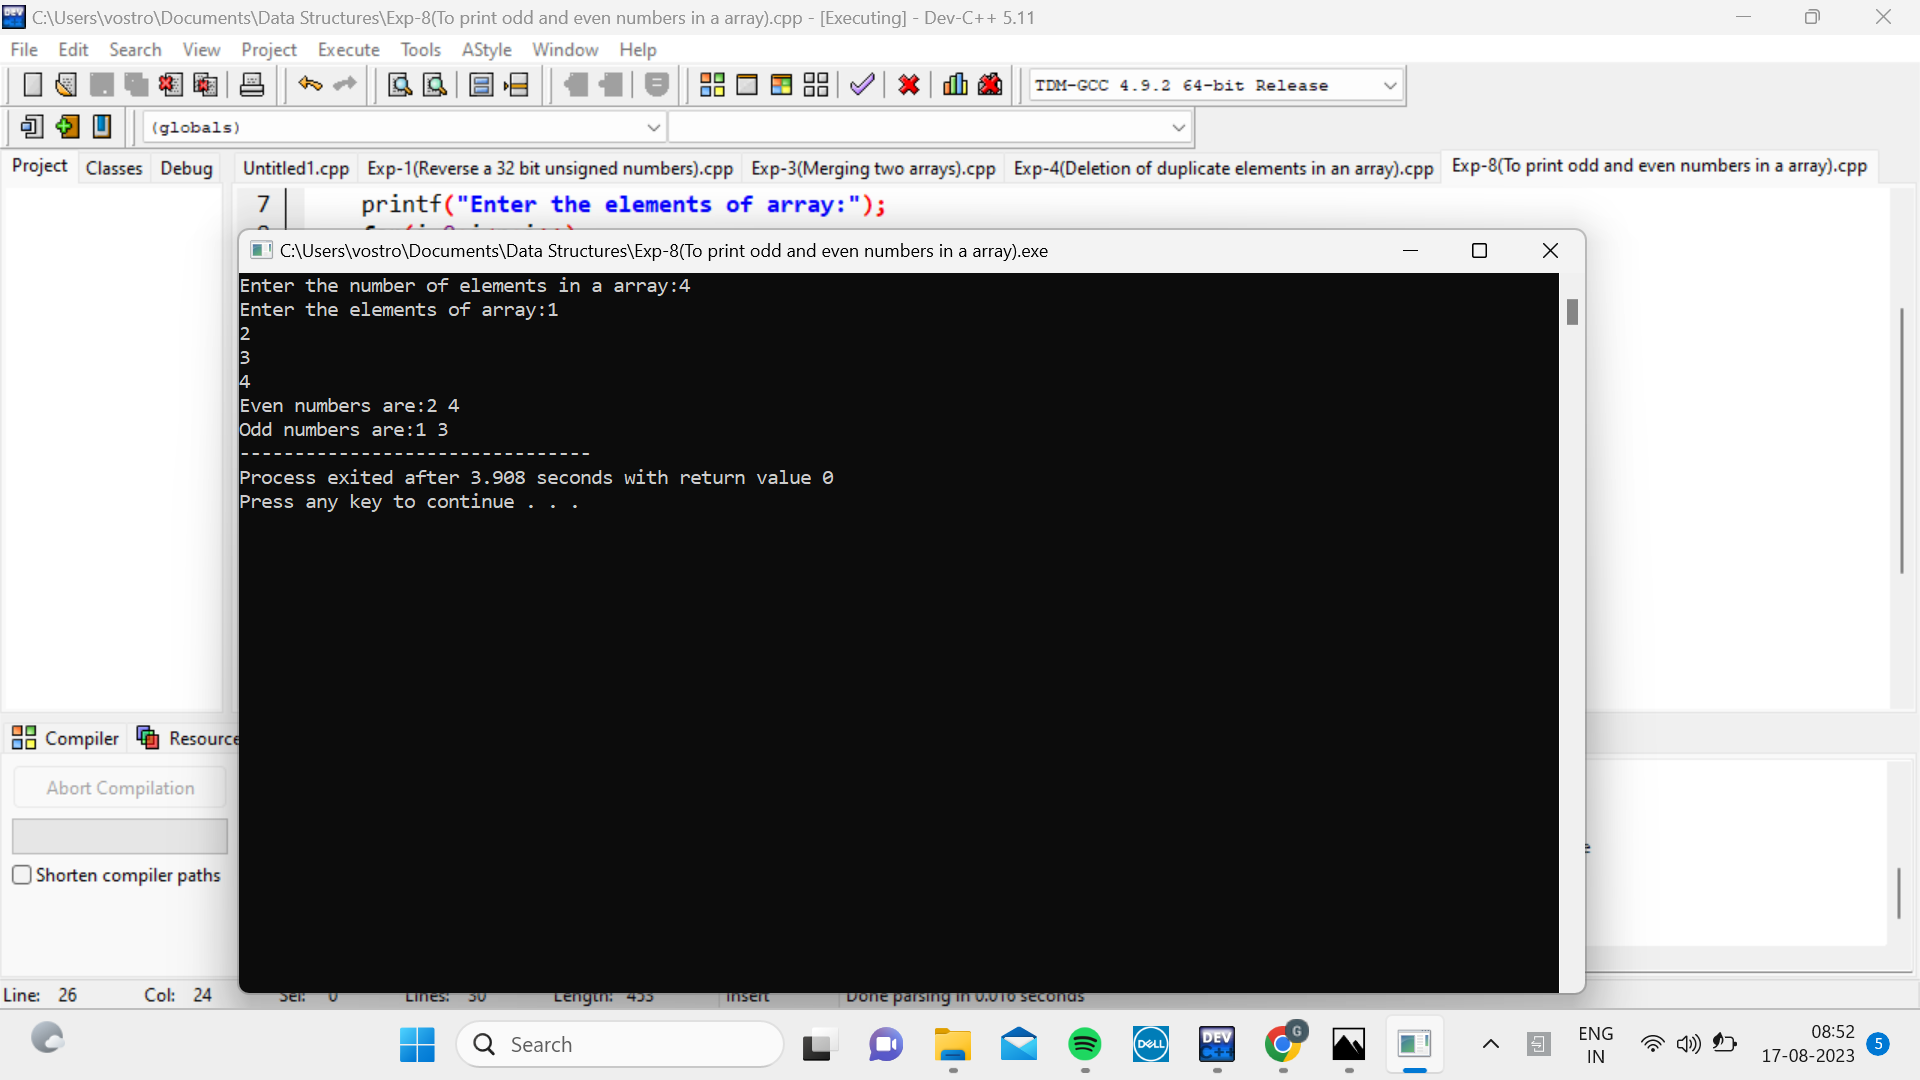 C:\Users\vostro\Documents\Data Structures\Exp-8(To print odd and even numbers in a array).cpp - [Executing] - Dev-C++ 5.11
File Edit Search View Project Execute Tools AStyle Window Help
TDM-GCC 4.9.2 64-bit Release
(globals)
Project Classes Debug Untitled1.cpp Exp-1(Reverse a 32 bit unsigned numbers).cpp Exp-3(Merging two arrays).cpp Exp-4(Deletion of duplicate elements in an array).cpp Exp-8(To print odd and even numbers in a array).cpp
7 printf("Enter the elements of array:");
C:\Users\vostro\Documents\Data Structures\Exp-8(To print odd and even numbers in a array).exe
Enter the number of elements in a array:4
Enter the elements of array:1
2
3
4
Even numbers are:2 4
Odd numbers are:1 3
--------------------------------
Process exited after 3.908 seconds with return value 0
Press any key to continue . . .
Compiler Resource
Abort Compilation
Shorten compiler paths
Line: 26 Col: 24 Sel: 0 Lines: 30 Length: 453 Insert Done parsing in 0.016 seconds
Search
DELL
DEV C++
G
ENG
IN
08:52
17-08-2023
5